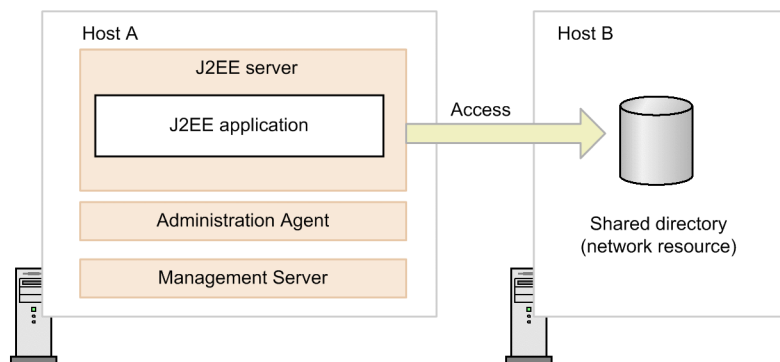 Host A
Host B
J2EE server
J2EE application
Access
Administration Agent
Management Server
Shared directory
(network resource)